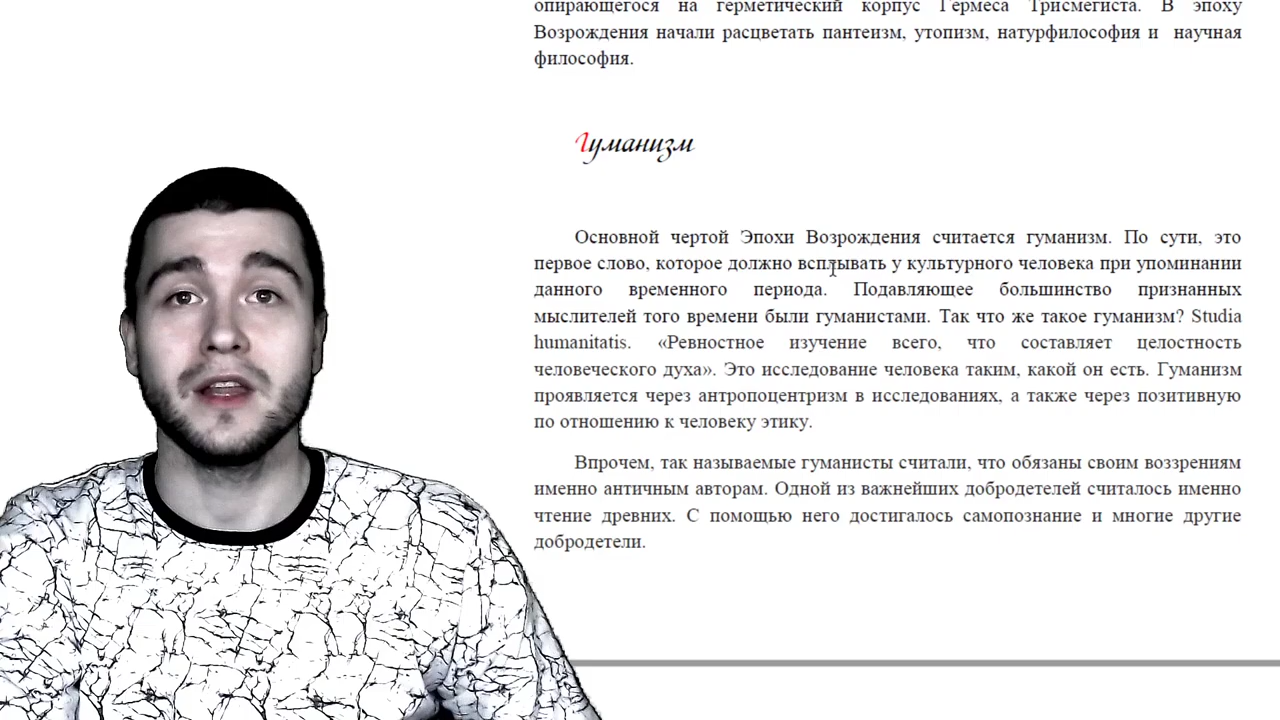 опирающегося на герметический корпус Гермеса Трисмегиста. В эпоху
Возрождения начали расцветать пантеизм, утопизм, натурфилософия и научная
философия.
Гуманизм
Основной чертой Эпохи Возрождения считается гуманизм. По сути, это
первое слово, которое должно всплывать у культурного человека при упоминании
данного временного периода. Подавляющее большинство признанных
мыслителей того времени были гуманистами. Так что же такое гуманизм? Studia
humanitatis. «Ревностное изучение всего, что составляет целостность
человеческого духа». Это исследование человека таким, какой он есть. Гуманизм
проявляется через антропоцентризм в исследованиях, а также через позитивную
по отношению к человеку этику.
Впрочем, так называемые гуманисты считали, что обязаны своим воззрениям
именно античным авторам. Одной из важнейших добродетелей считалось именно
чтение древних. С помощью него достигалось самопознание и многие другие
добродетели.